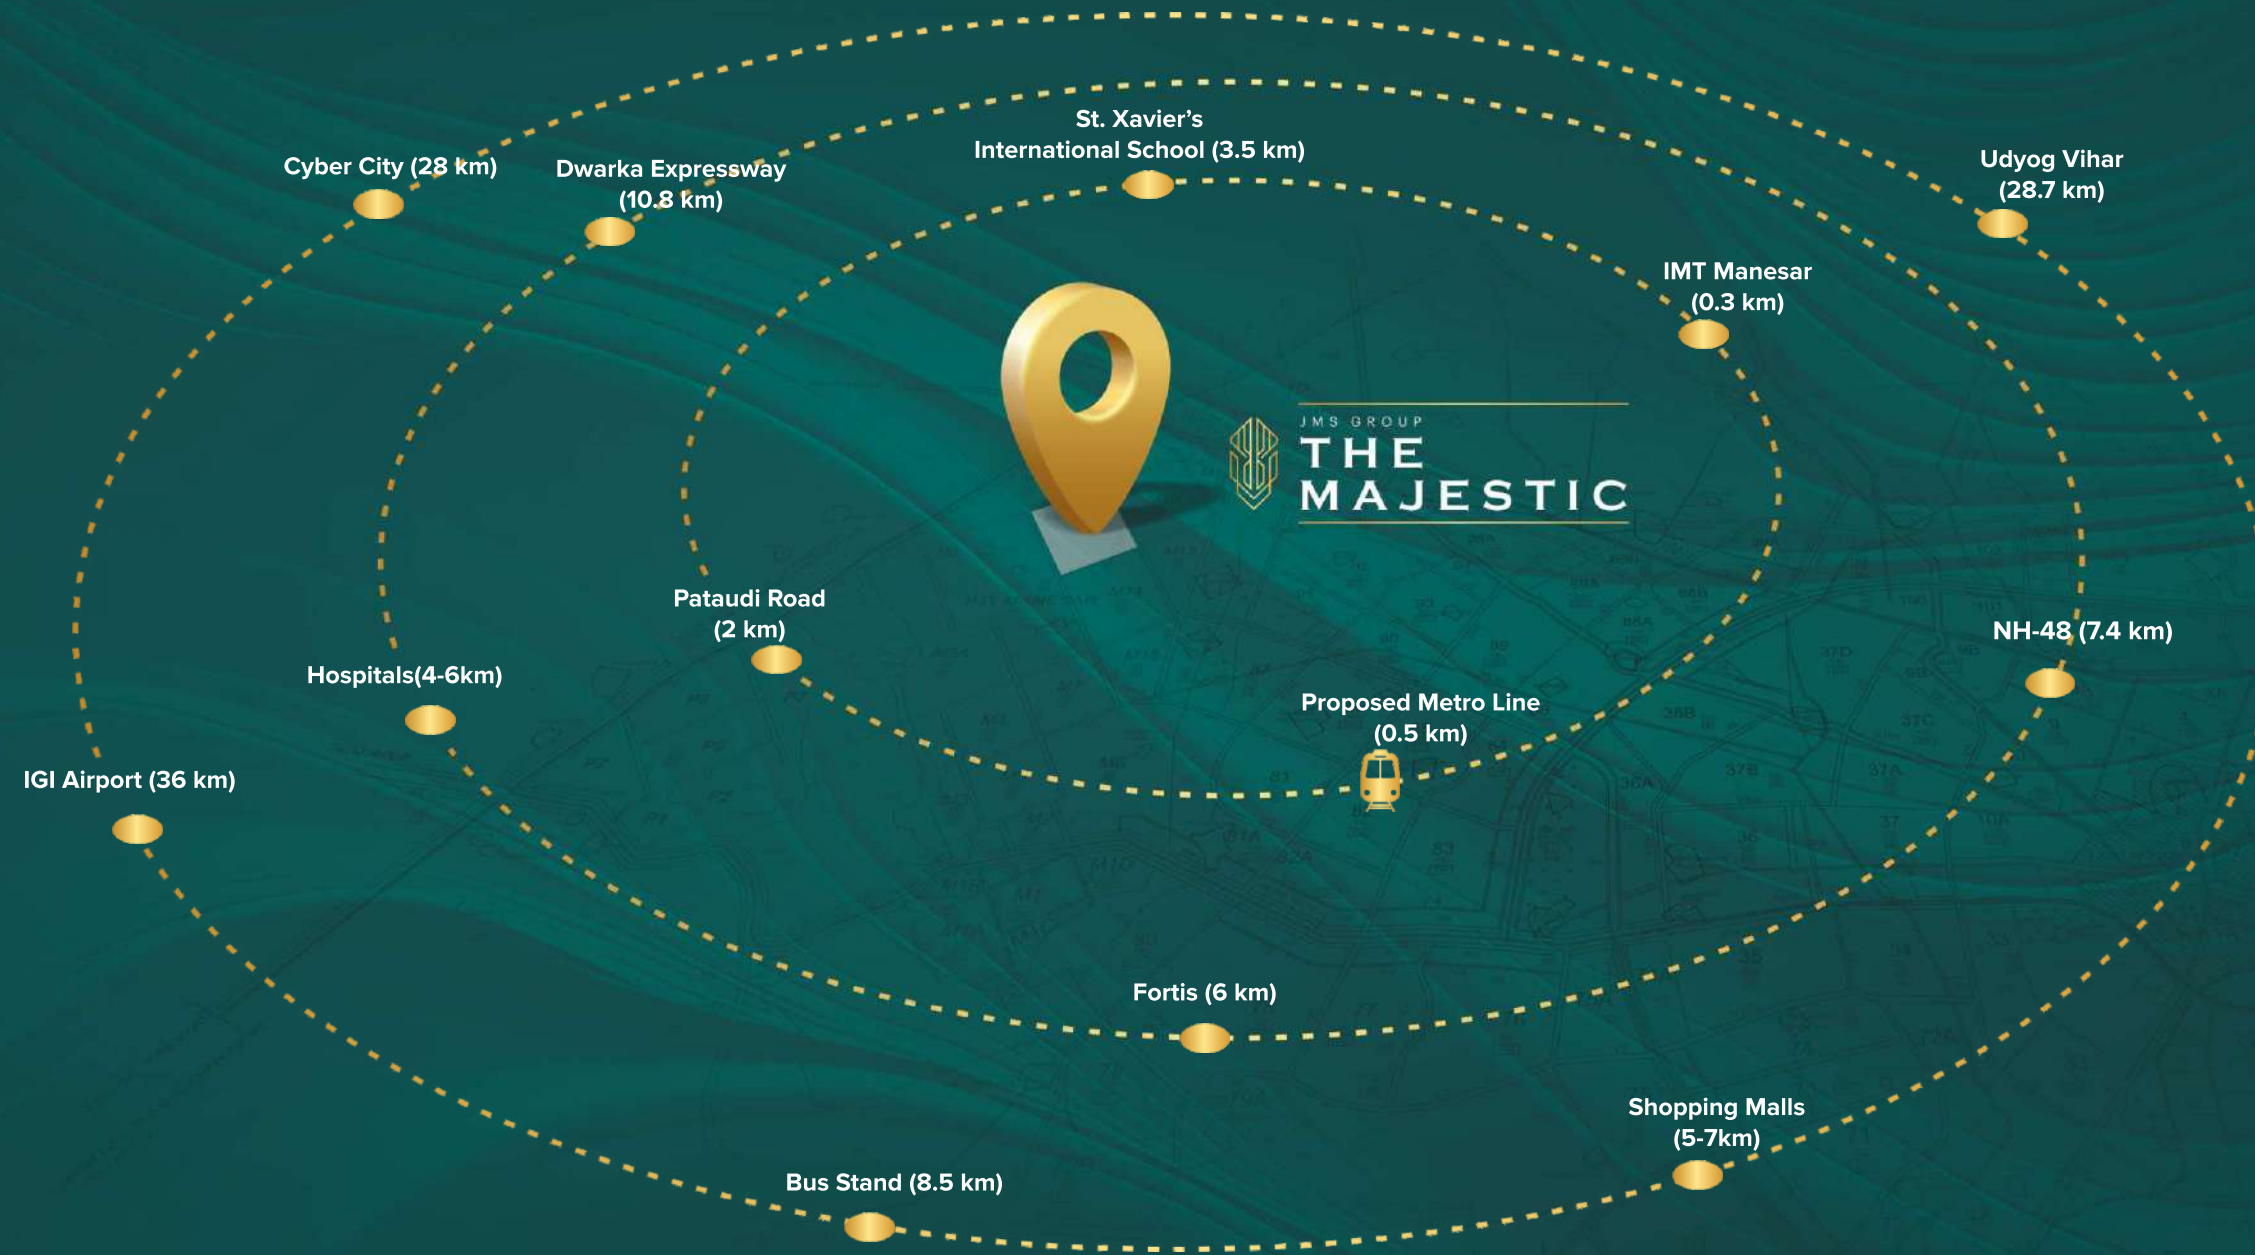 St. Xavier's
International School (3.5 km)
Cyber City (28 km)
Dwarka Expressway
(10.8 km)
Udyog Vihar
(28.7 km)
IMT Manesar
(0.3 km)
JMS GROUP
THE
MAJESTIC
Pataudi Road
(2 km)
NH-48 (7.4 km)
Hospitals(4-6km)
Proposed Metro Line
(0.5 km)
IGI Airport (36 km)
Fortis (6 km)
Shopping Malls
(5-7km)
Bus Stand (8.5 km)